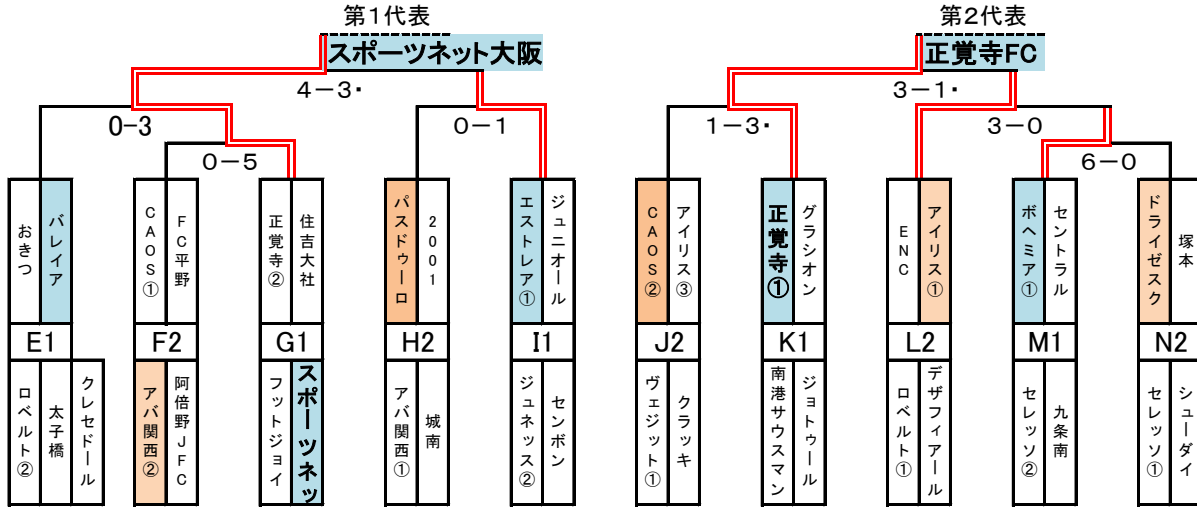 第1代表
第2代表
スポーツネット大阪
正覚寺FC
4－3・
3－1・
0－3
0－1
1－3・
3－0
0－5
6－0
おきつ
バレイア
CAOS①
FC平野
正覚寺②
住吉大社
パスドゥーロ
2001
エストレア①
ジュニオール
CAOS②
アイリス③
正覚寺①
グラシオン
ENC
アイリス①
ボヘミア①
セントラル
ドライゼスク
塚本
E1
F2
G1
H2
I1
J2
K1
L2
M1
N2
ロベルト②
太子橋
クレセドール
アバ関西②
阿倍野JFC
フットジョイ
スポーツネッ
アバ関西①
城南
ジュネッス②
センボン
ヴェジット①
クラッキ
南港サウスマン
ジョトゥール
ロベルト①
デザフィアール
セレッソ②
九条南
セレッソ①
シューダイ